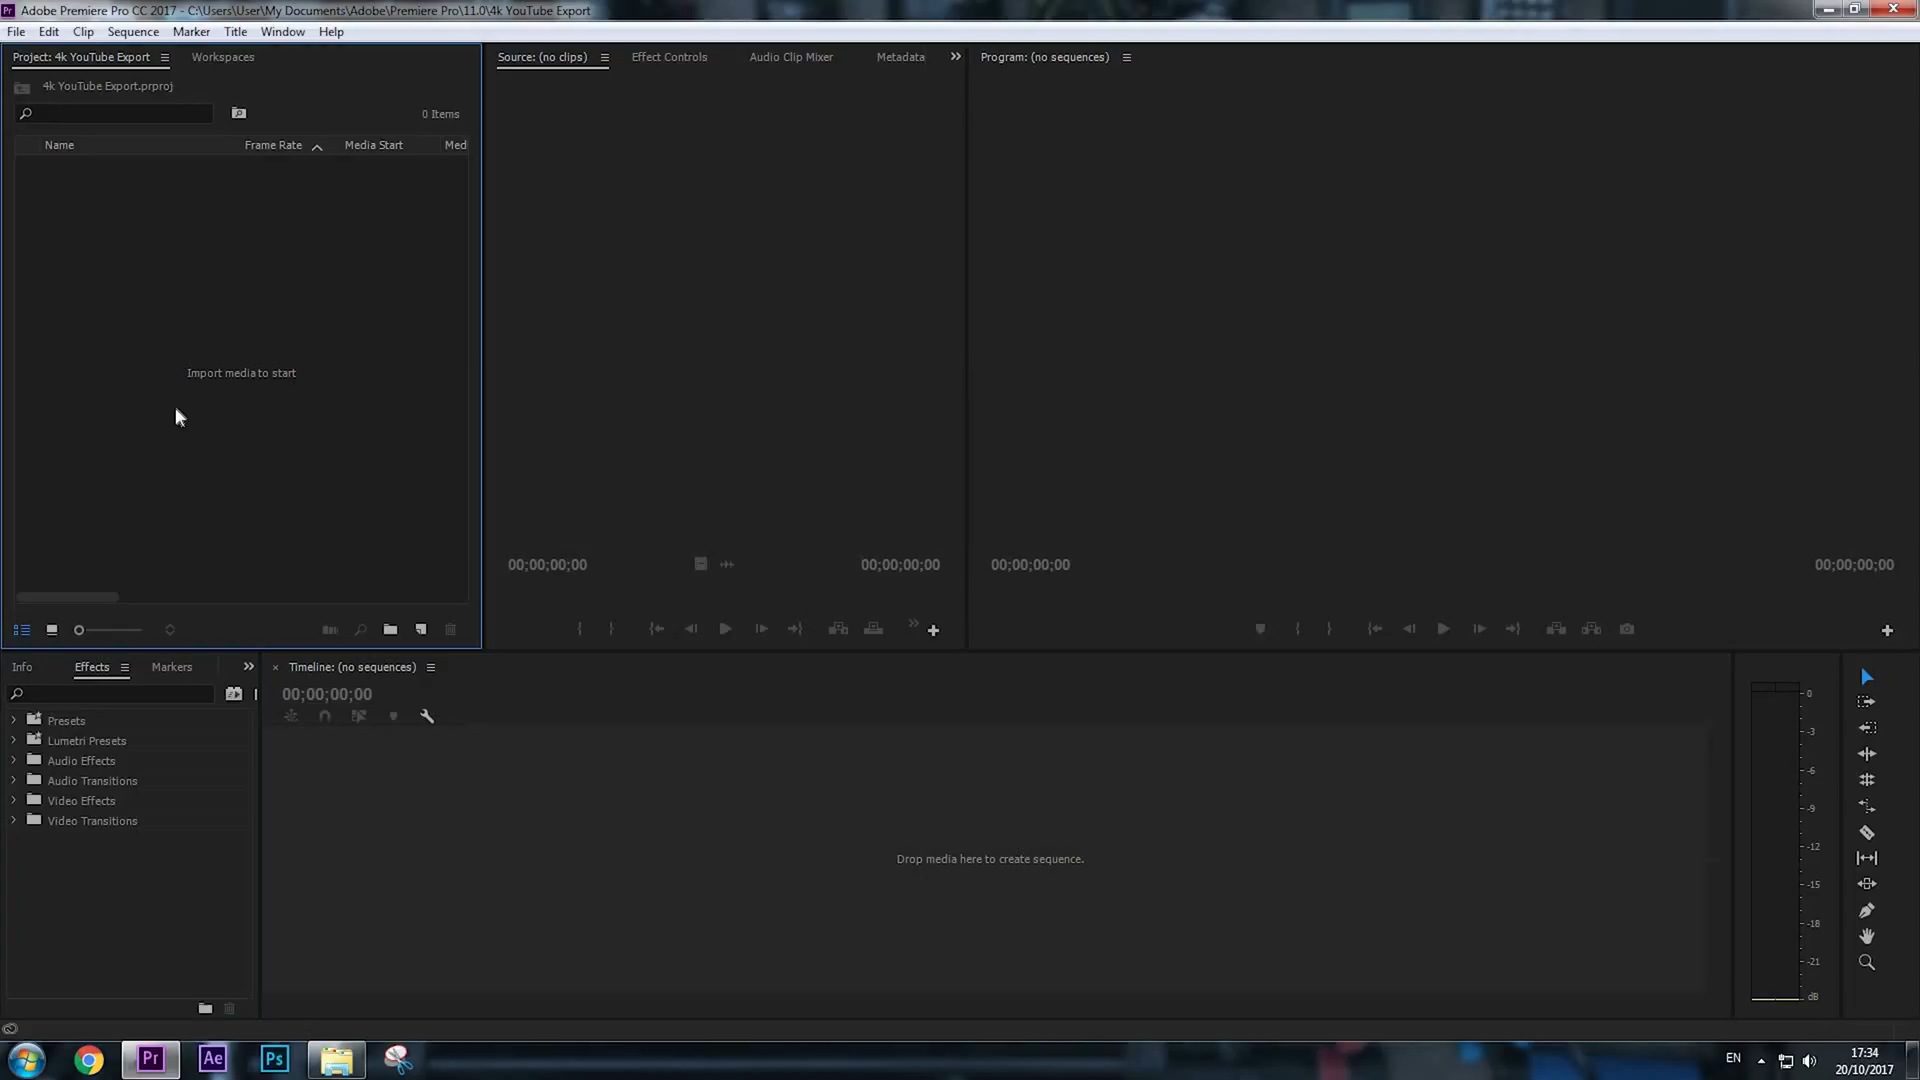 Adobe Premiere Pro CC 2017 - C:\Users\User\My Documents\Adobe\Premiere Pro\11.0\4k YouTube Export
File Edit Clip Sequence Marker Title Window Help
Project: 4k YouTube Export Workspaces
Source: (no clips) Effect Controls Audio Clip Mixer Metadata
Program: (no sequences)
4k YouTube Export.prproj
0 Items
Name Frame Rate Media Start Med
Import media to start
00;00;00;00 00;00;00;00
00;00;00;00 00;00;00;00
Info Effects Markers
Timeline: (no sequences)
00;00;00;00
Presets
Lumetri Presets
Audio Effects
Audio Transitions
Video Effects
Video Transitions
Drop media here to create sequence.
0
-3
-6
-9
-12
-15
-18
-21
dB
Pr Ae Ps
EN
17:34
20/10/2017